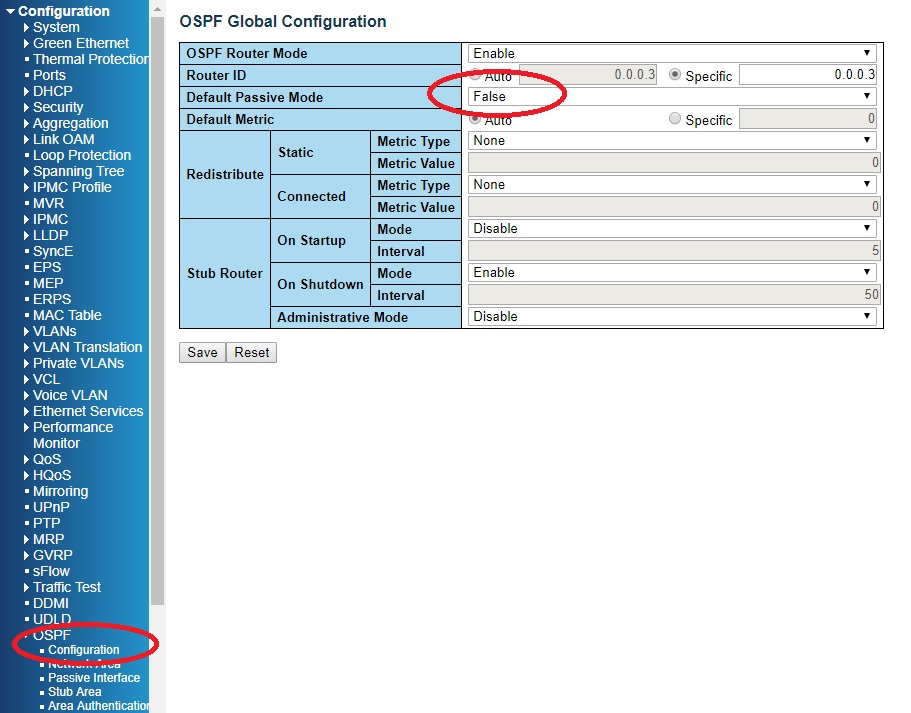 Configuration
System
Green Ethernet
Thermal Protection
Ports
DHCP
Security
Aggregation
Link OAM
Loop Protection
Spanning Tree
IPMC Profile
MVR
IPMC
LLDP
SyncE
EPS
MEP
ERPS
MAC Table
VLANs
VLAN Translation
Private VLANs
VCL
Voice VLAN
Ethernet Services
Performance
Monitor
QoS
HQoS
Mirroring
UPnP
PTP
MRP
GVRP
sFlow
Traffic Test
DDMI
UDLD
OSPF
Configuration
Network Area
Passive Interface
Stub Area
Area Authentication
OSPF Global Configuration
OSPF Router Mode Enable
Router ID Auto 0.0.0.3 Specific 0.0.0.3
Default Passive Mode False
Default Metric Auto Specific 0
Redistribute
Static
Metric Type None
Metric Value 0
Connected
Metric Type None
Metric Value 0
Stub Router
On Startup
Mode Disable
Interval 5
On Shutdown
Mode Enable
Interval 50
Administrative Mode Disable
Save Reset